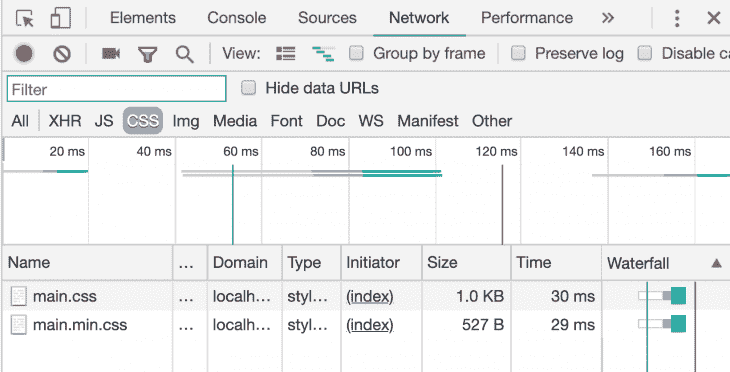 Elements Console Sources Network Performance »
View: Group by frame Preserve log Disable ca
Filter Hide data URLs
All XHR JS CSS Img Media Font Doc WS Manifest Other
20 ms 40 ms 60 ms 80 ms 100 ms 120 ms 140 ms 160 ms
Name ... Domain Type Initiator Size Time Waterfall
main.css ... localh... styl... (index) 1.0 KB 30 ms
main.min.css ... localh... styl... (index) 527 B 29 ms